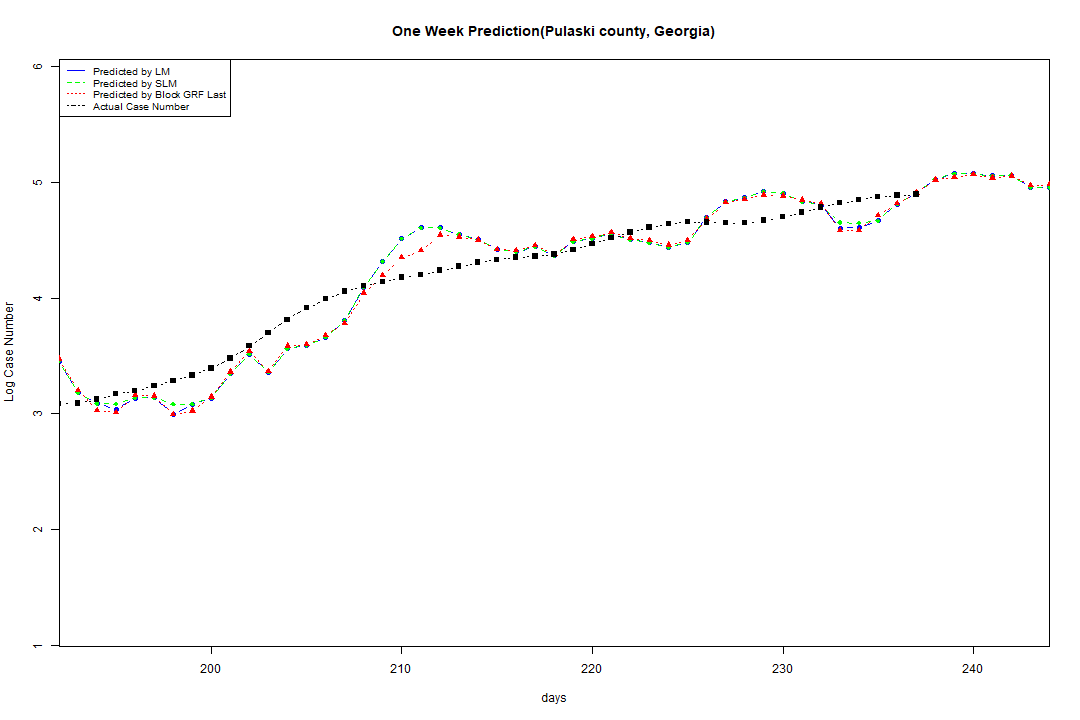 One Week Prediction(Pulaski county, Georgia)
Predicted by LM
Predicted by SLM
Predicted by Block GRF Last
Actual Case Number
6
5
4
3
2
1
Log Case Number
200 210 220 230 240
days